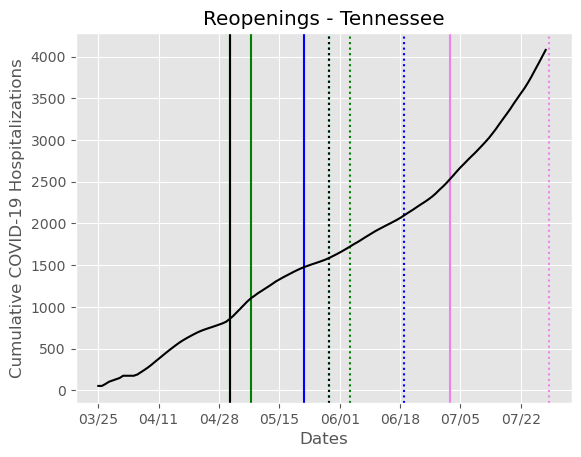 Reopenings - Tennessee
Cumulative COVID-19 Hospitalizations
4000
3500
3000
2500
2000
1500
1000
500
0
03/25 04/11 04/28 05/15 06/01 06/18 07/05 07/22
Dates